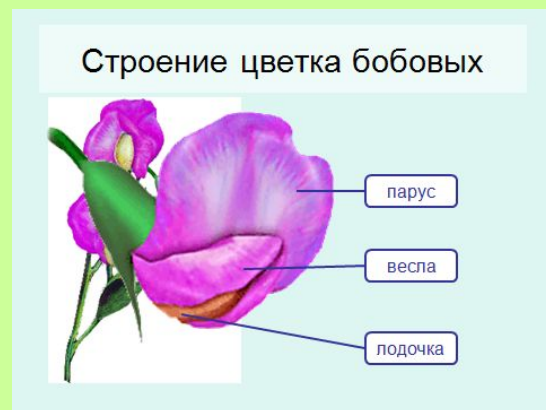 Строение цветка бобовых
парус
весла
лодочка